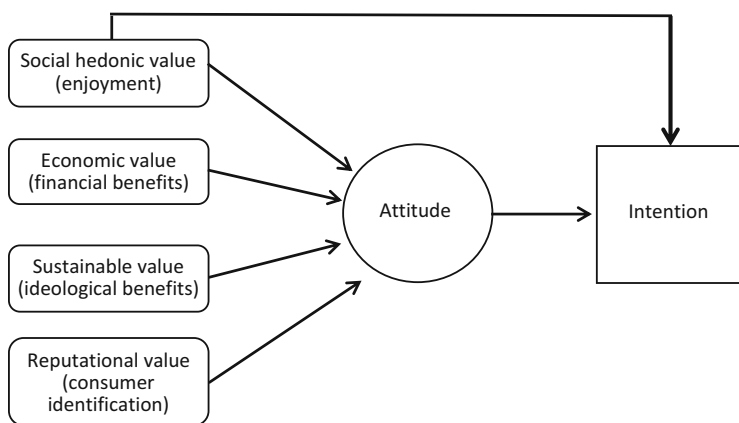 Social hedonic value
(enjoyment)
Economic value
(financial benefits)
Sustainable value
(ideological benefits)
Reputational value
(consumer
identification)
Attitude
Intention